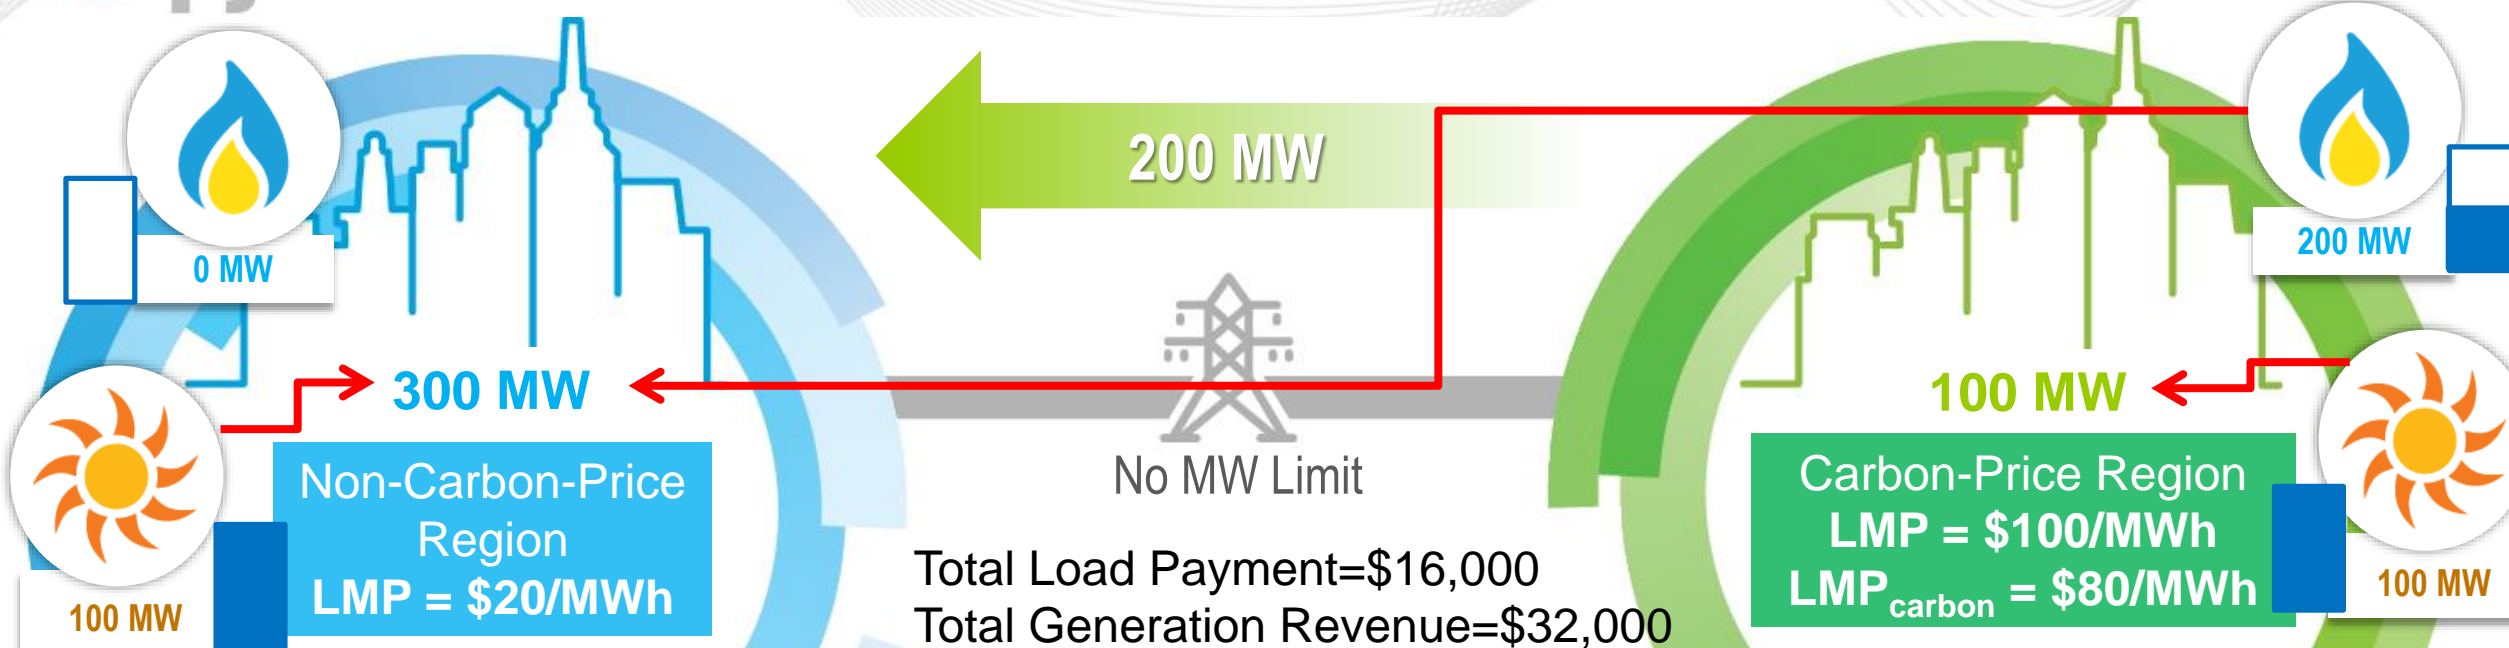 200 MW
0 MW
200 MW
300 MW
100 MW
No MW Limit
Non-Carbon-Price
Region
LMP = $20/MWh
100 MW
Total Load Payment=$16,000
Total Generation Revenue=$32,000
Carbon-Price Region
LMP = $100/MWh
LMPcarbon = $80/MWh
100 MW